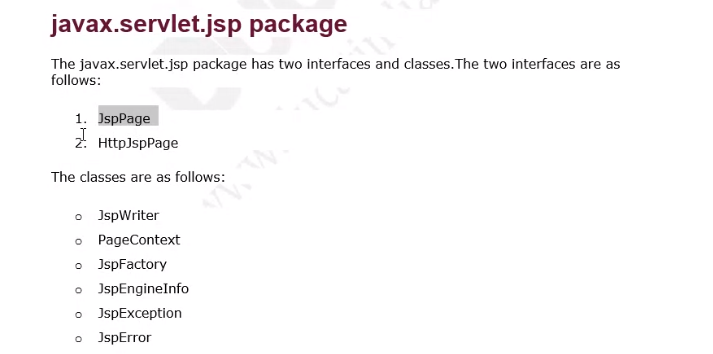 javax.servlet.jsp package
The javax.servlet.jsp package has two interfaces and classes.The two interfaces are as
follows:
1. JspPage
2. HttpJspPage
The classes are as follows:
o JspWriter
o PageContext
o JspFactory
o JspEngineInfo
o JspException
o JspError